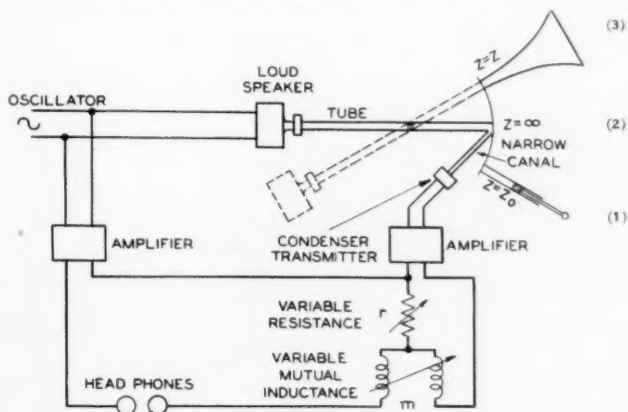 (3)
Z=Z
LOUD
SPEAKER
OSCILLATOR
TUBE
Z=∞
(2)
NARROW
CANAL
Z=Z₀
(1)
AMPLIFIER
CONDENSER
TRANSMITTER
AMPLIFIER
VARIABLE
RESISTANCE
r
VARIABLE
MUTUAL
INDUCTANCE
HEAD PHONES
m